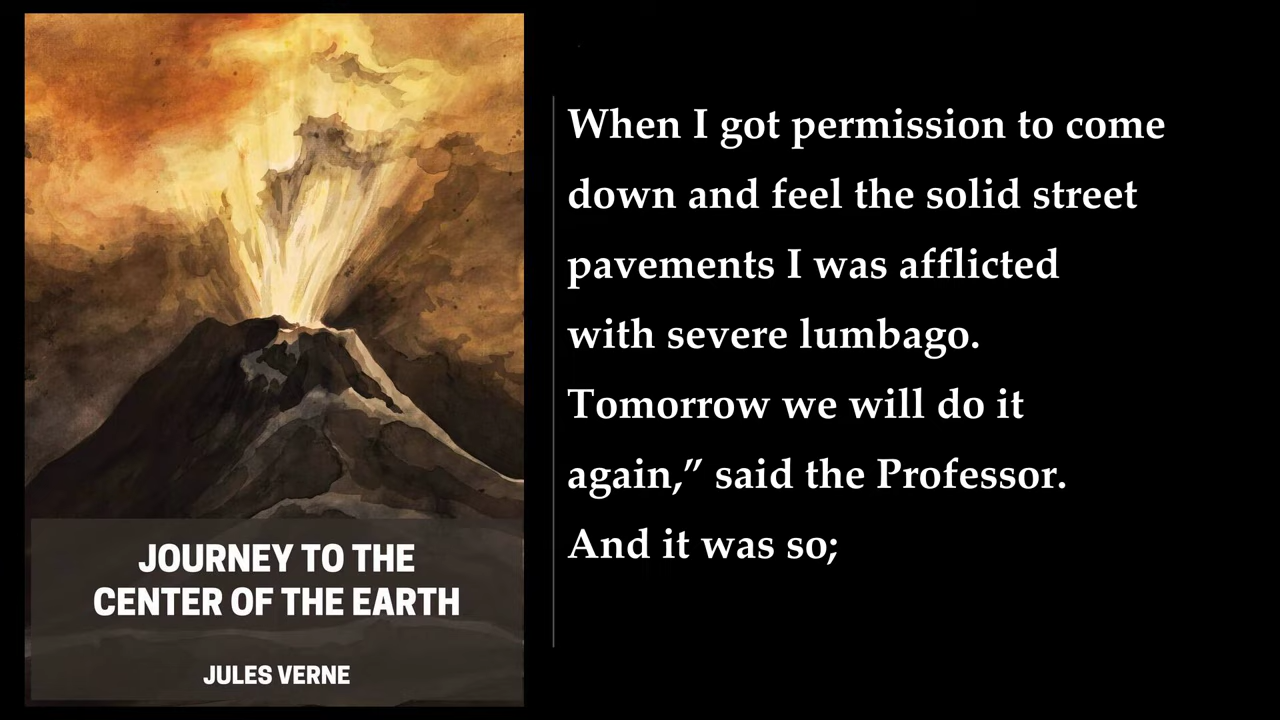 JOURNEY TO THE
CENTER OF THE EARTH
JULES VERNE
When I got permission to come
down and feel the solid street
pavements I was afflicted
with severe lumbago.
Tomorrow we will do it
again,” said the Professor.
And it was so;